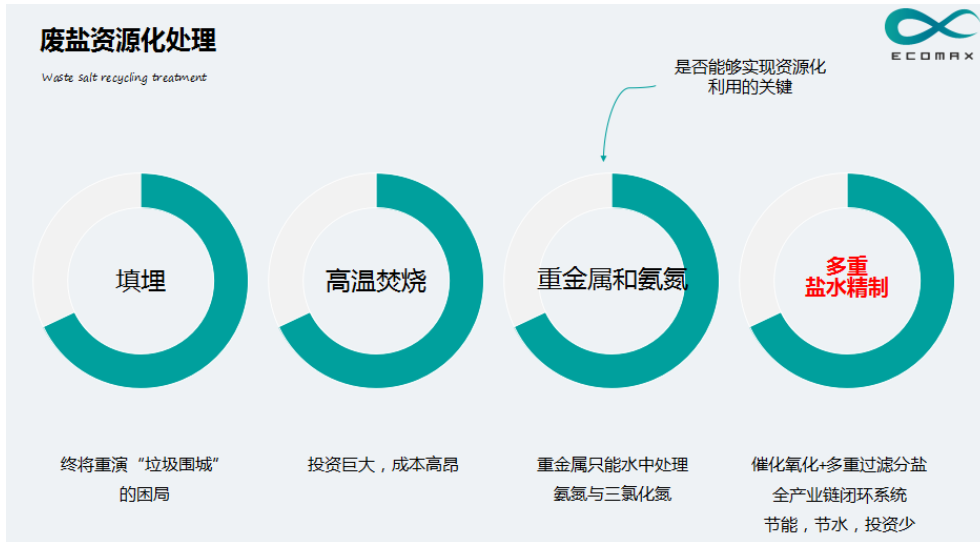 废盐资源化处理
Waste salt recycling treatment
ECOMAX
是否能够实现资源化
利用的关键
填埋
高温焚烧
重金属和氨氮
多重
盐水精制
终将重演“垃圾围城”
的困局
投资巨大，成本高昂
重金属只能水中处理
氨氮与三氯化氮
催化氧化+多重过滤分盐
全产业链闭环系统
节能，节水，投资少